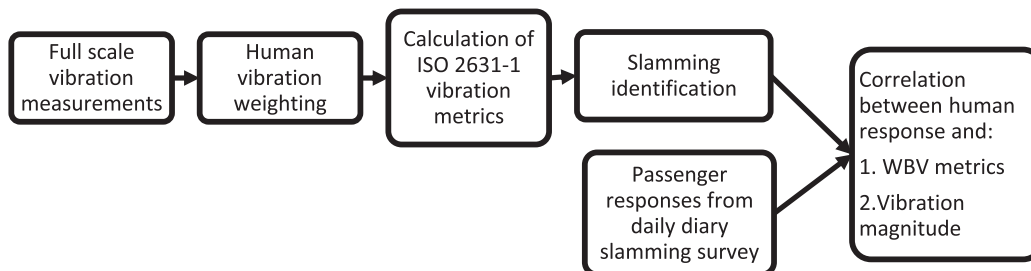 Full scale
vibration
measurements
Human
vibration
weighting
Calculation of
ISO 2631-1
vibration
metrics
Slamming
identification
Passenger
responses from
daily diary
slamming survey
Correlation
between human
response and:
1. WBV metrics
2.Vibration
magnitude